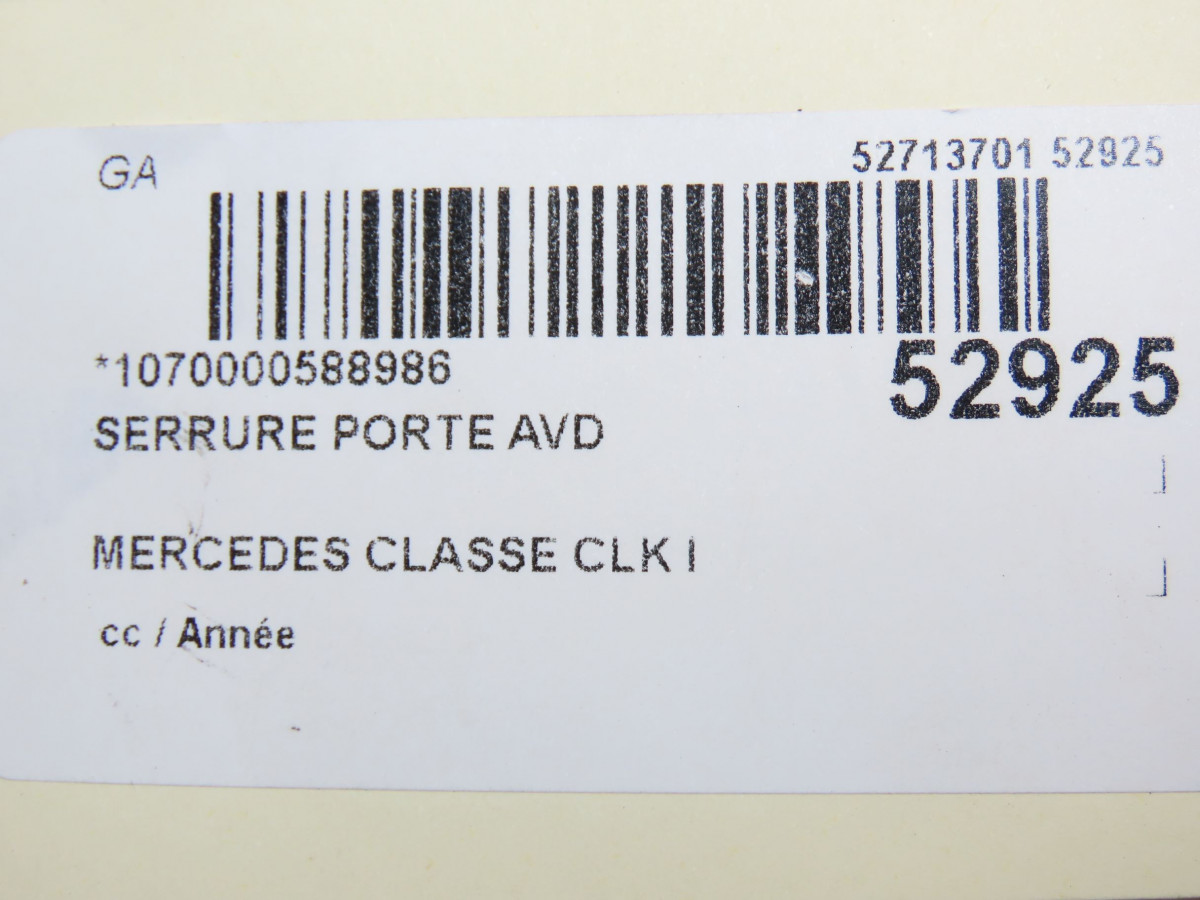 GA
52713701 52925
*1070000588986
52925
SERRURE PORTE AVD
MERCEDES CLASSE CLK I
cc / Année